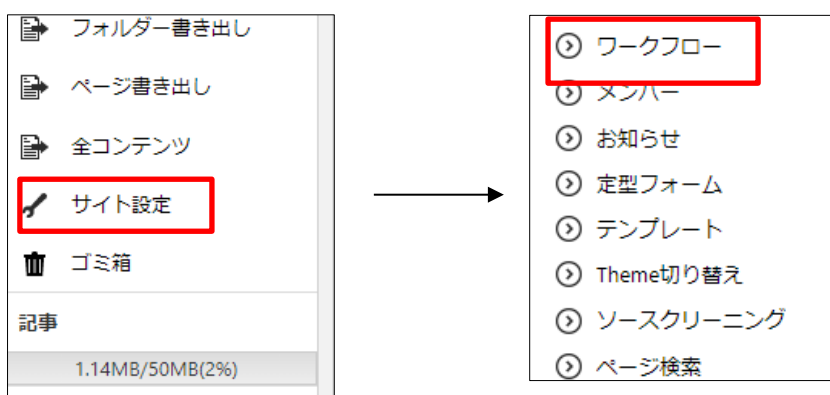 フォルダー書き出し
ページ書き出し
全コンテンツ
サイト設定
ゴミ箱
記事
1.14MB/50MB(2%)
ワークフロー
メンバー
お知らせ
定型フォーム
テンプレート
Theme切り替え
ソースクリーニング
ページ検索